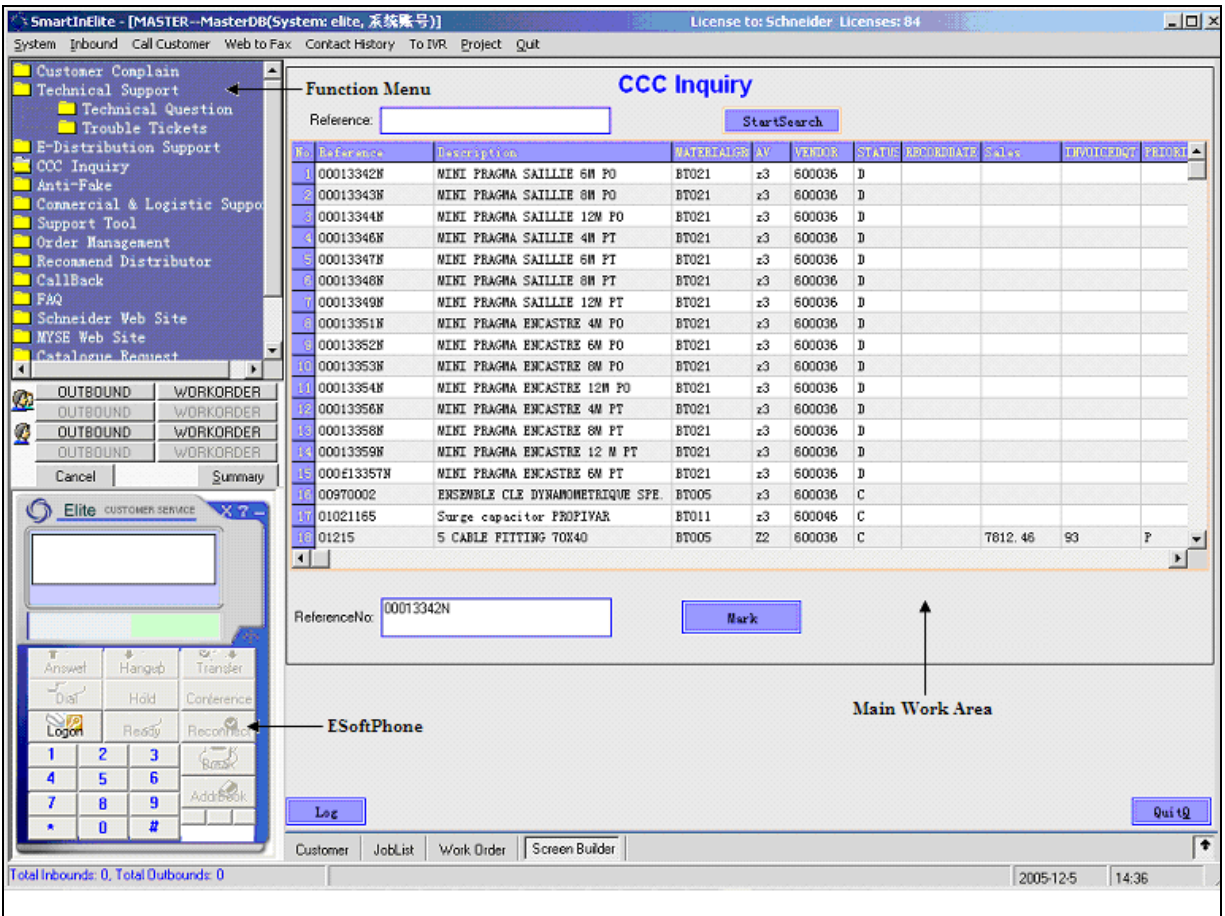 SmartInElite - [MASTER--MasterDB(System: elite, 系统账号)] License to: Schneider Licenses: 84
System Inbound Call Customer Web to Fax Contact History To IVR Project Quit
Customer Complain
Technical Support
Technical Question
Trouble Tickets
E-Distribution Support
CCC Inquiry
Anti-Fake
Commercial & Logistic Suppo
Support Tool
Order Management
Recommend Distributor
CallBack
FAQ
Schneider Web Site
MYSE Web Site
Catalogue Request
Function Menu
OUTBOUND WORKORDER
OUTBOUND WORKORDER
OUTBOUND WORKORDER
OUTBOUND WORKORDER
Cancel Summary
Elite CUSTOMER SERVICE X ? -
Answer Hangup Transfer
Dial Hold Conference
Logon Ready Reconnect
1 2 3 Break
4 5 6
7 8 9 AddrBook
* 0 #
ESoftPhone
CCC Inquiry
Reference: StartSearch
No. Reference Description MATERIALGR AV VENDOR STATUS RECORDDATE Sales INVOICEDQT PRIORI
1 00013342N MINI PRAGMA SAILLIE 6M PO BT021 z3 600036 D
2 00013343N MINI PRAGMA SAILLIE 8M PO BT021 z3 600036 D
3 00013344N MINI PRAGMA SAILLIE 12M PO BT021 z3 600036 D
4 00013346N MINI PRAGMA SAILLIE 4M PT BT021 z3 600036 D
5 00013347N MINI PRAGMA SAILLIE 6M PT BT021 z3 600036 D
6 00013348N MINI PRAGMA SAILLIE 8M PT BT021 z3 600036 D
7 00013349N MINI PRAGMA SAILLIE 12M PT BT021 z3 600036 D
8 00013351N MINI PRAGMA ENCASTRE 4M PO BT021 z3 600036 D
9 00013352N MINI PRAGMA ENCASTRE 6M PO BT021 z3 600036 D
10 00013353N MINI PRAGMA ENCASTRE 8M PO BT021 z3 600036 D
11 00013354N MINI PRAGMA ENCASTRE 12M PO BT021 z3 600036 D
12 00013356N MINI PRAGMA ENCASTRE 4M PT BT021 z3 600036 D
13 00013358N MINI PRAGMA ENCASTRE 8M PT BT021 z3 600036 D
14 00013359N MINI PRAGMA ENCASTRE 12 M PT BT021 z3 600036 D
15 000f13357N MINI PRAGMA ENCASTRE 6M PT BT021 z3 600036 D
16 00970002 ENSEMBLE CLE DYNAMOMETRIQUE SPE. BT005 z3 600036 C
17 01021165 Surge capacitor PROPIVAR BT011 z3 600046 C
18 01215 5 CABLE FITTING 70X40 BT005 Z2 600036 C 7812.46 93 P
ReferenceNo: 00013342N Mark
Main Work Area
Log QuitQ
Customer JobList Work Order Screen Builder
Total Inbounds: 0, Total Outbounds: 0 2005-12-5 14:36